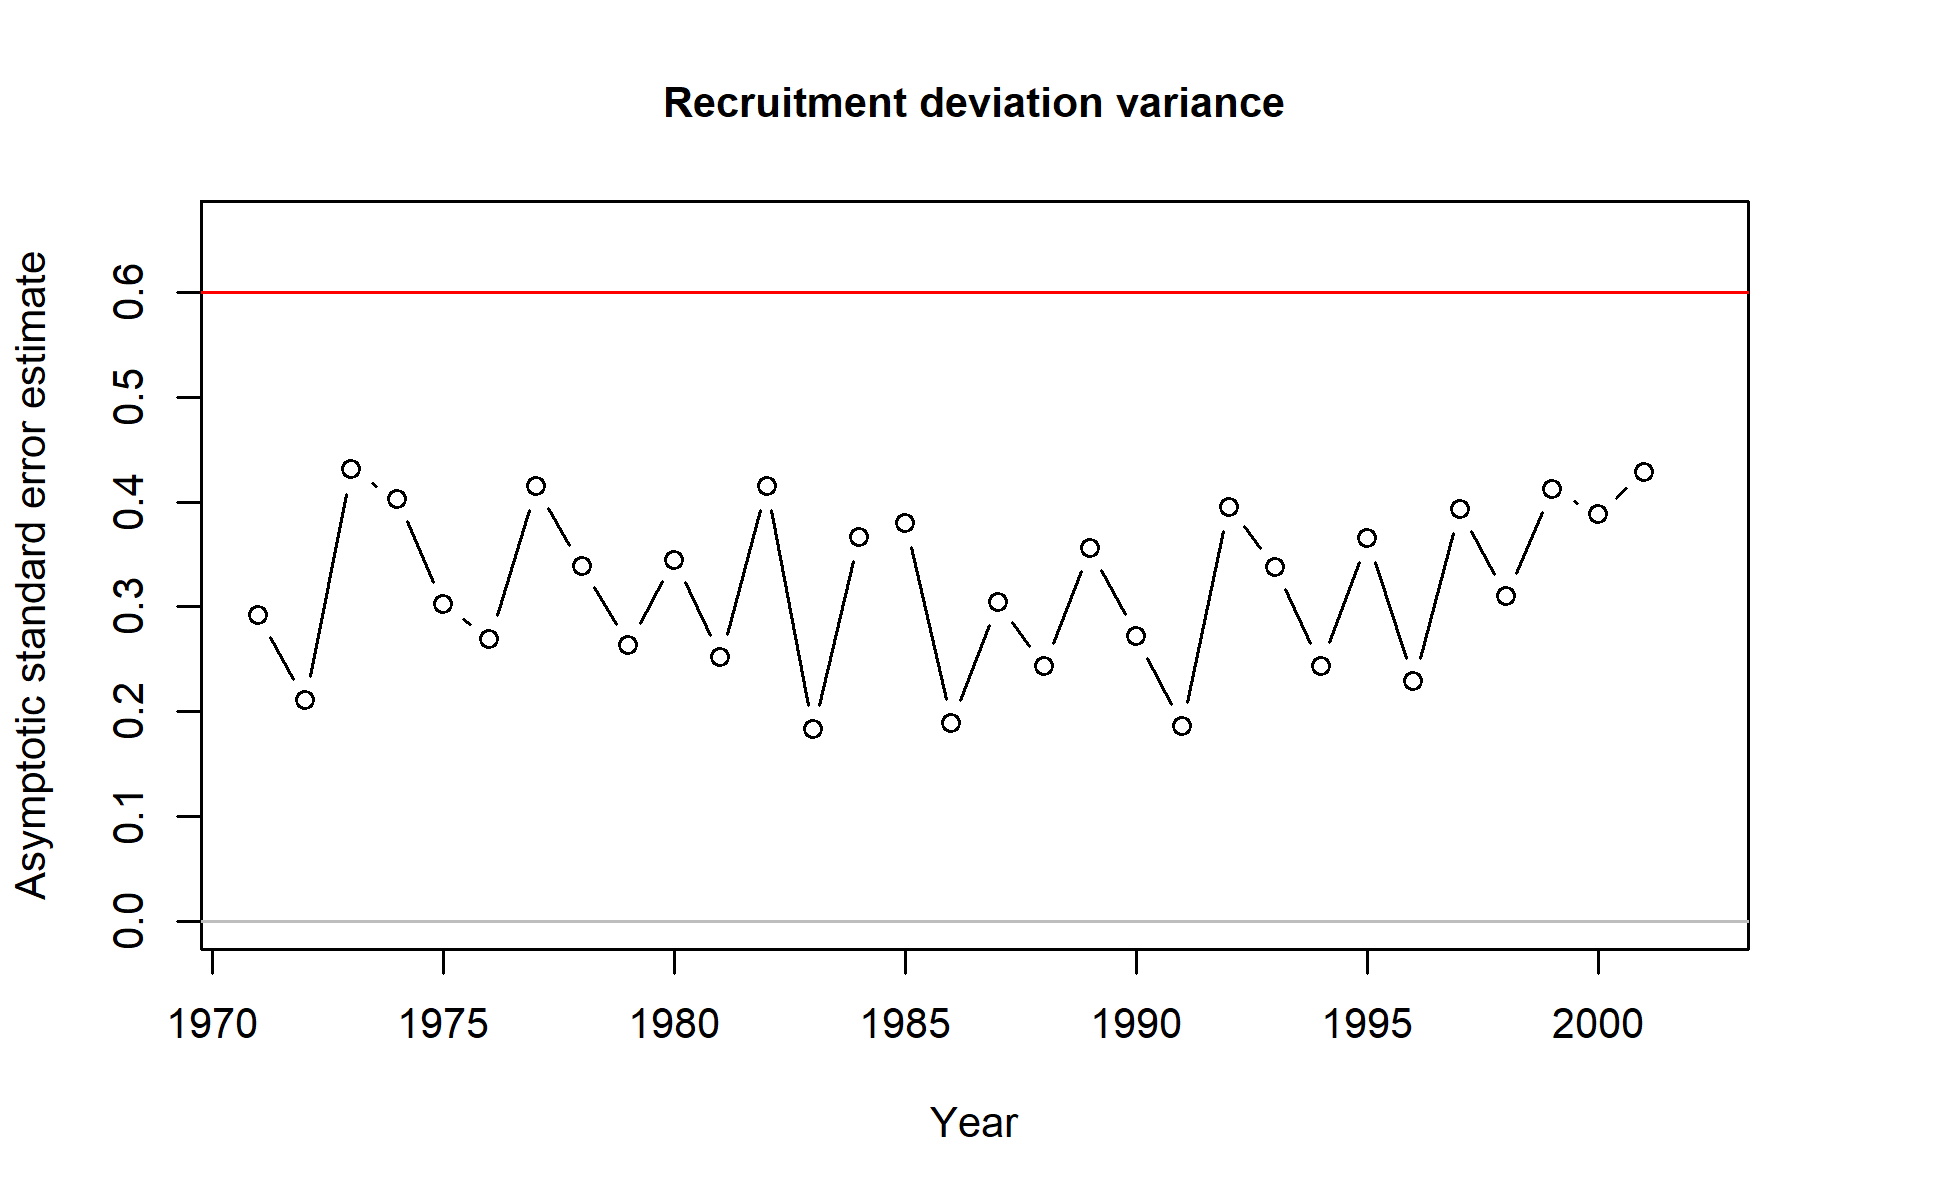 Recruitment deviation variance
Asymptotic standard error estimate
0.6
0.5
0.4
0.3
0.2
0.1
0.0
1970 1975 1980 1985 1990 1995 2000
Year